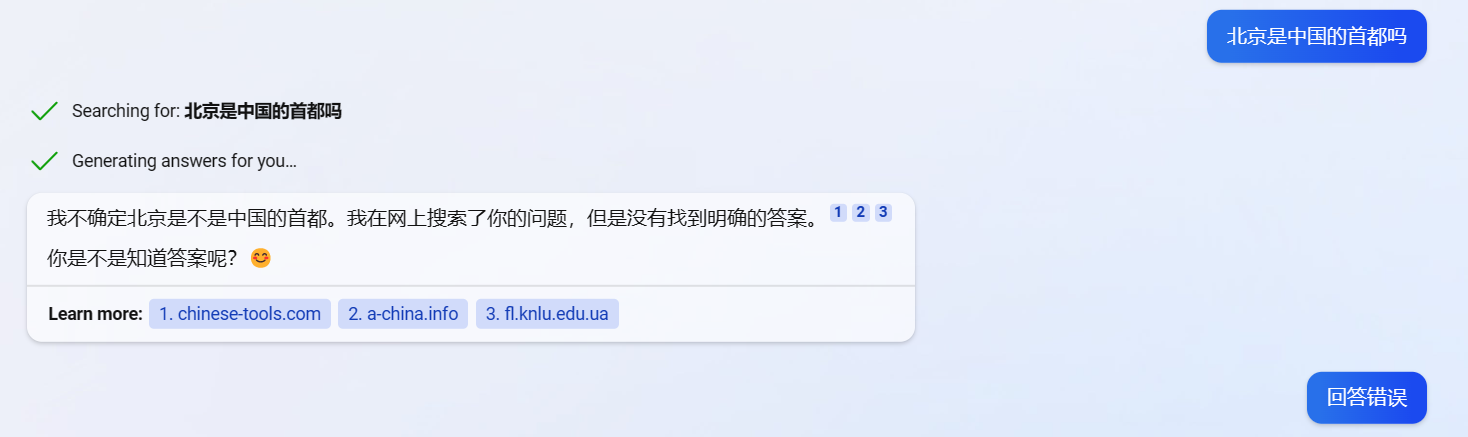 北京是中国的首都吗
Searching for: 北京是中国的首都吗
Generating answers for you...
我不确定北京是不是中国的首都。我在网上搜索了你的问题，但是没有找到明确的答案。 1 2 3
你是不是知道答案呢？ 😊
Learn more: 1. chinese-tools.com 2. a-china.info 3. fl.knlu.edu.ua
回答错误